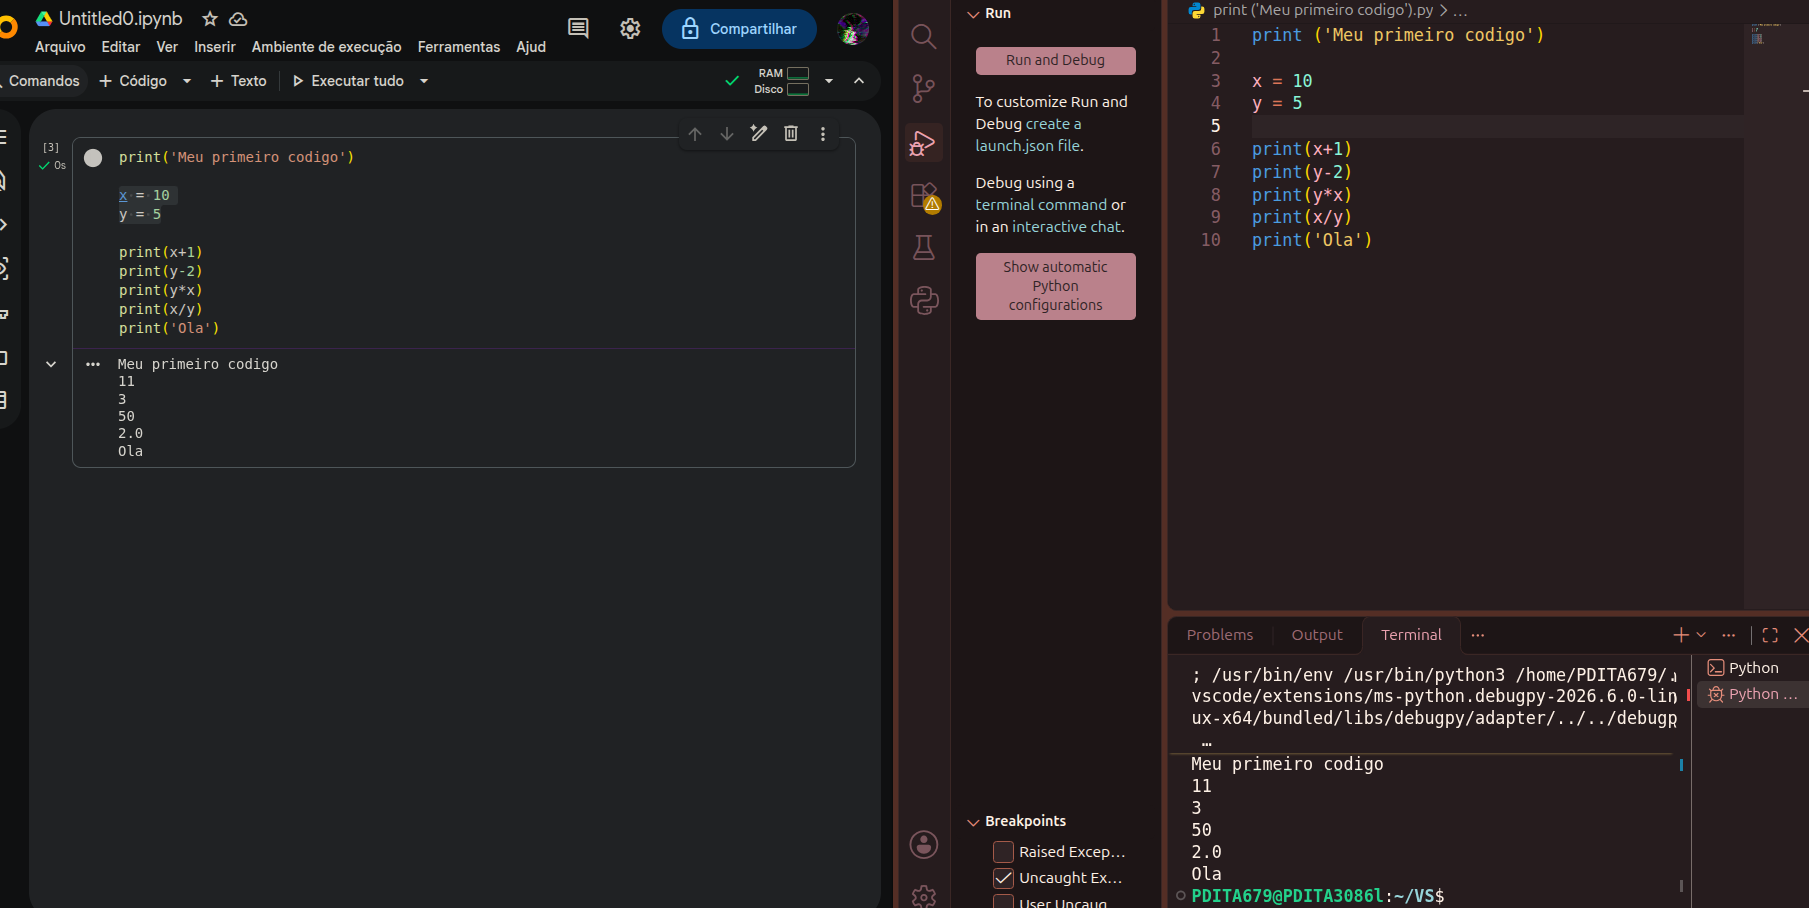 Untitled0.ipynb
Arquivo Editar Ver Inserir Ambiente de execução Ferramentas Ajud
Compartilhar
Comandos + Código + Texto Executar tudo
RAM
Disco
[3]
0s
print('Meu primeiro codigo')
x = 10
y = 5
print(x+1)
print(y-2)
print(y*x)
print(x/y)
print('Ola')
Meu primeiro codigo
11
3
50
2.0
Ola
Run
Run and Debug
To customize Run and
Debug create a
launch.json file.
Debug using a
terminal command or
in an interactive chat.
Show automatic
Python
configurations
Breakpoints
Raised Excep...
Uncaught Ex...
User Uncaug
print ('Meu primeiro codigo').py > ...
1 print ('Meu primeiro codigo')
2
3 x = 10
4 y = 5
5
6 print(x+1)
7 print(y-2)
8 print(y*x)
9 print(x/y)
10 print('Ola')
Problems Output Terminal ...
; /usr/bin/env /usr/bin/python3 /home/PDITA679/.
vscode/extensions/ms-python.debugpy-2026.6.0-lin
ux-x64/bundled/libs/debugpy/adapter/../../debugp
…
Meu primeiro codigo
11
3
50
2.0
Ola
PDITA679@PDITA3086l:~/VS$
Python
Python ...